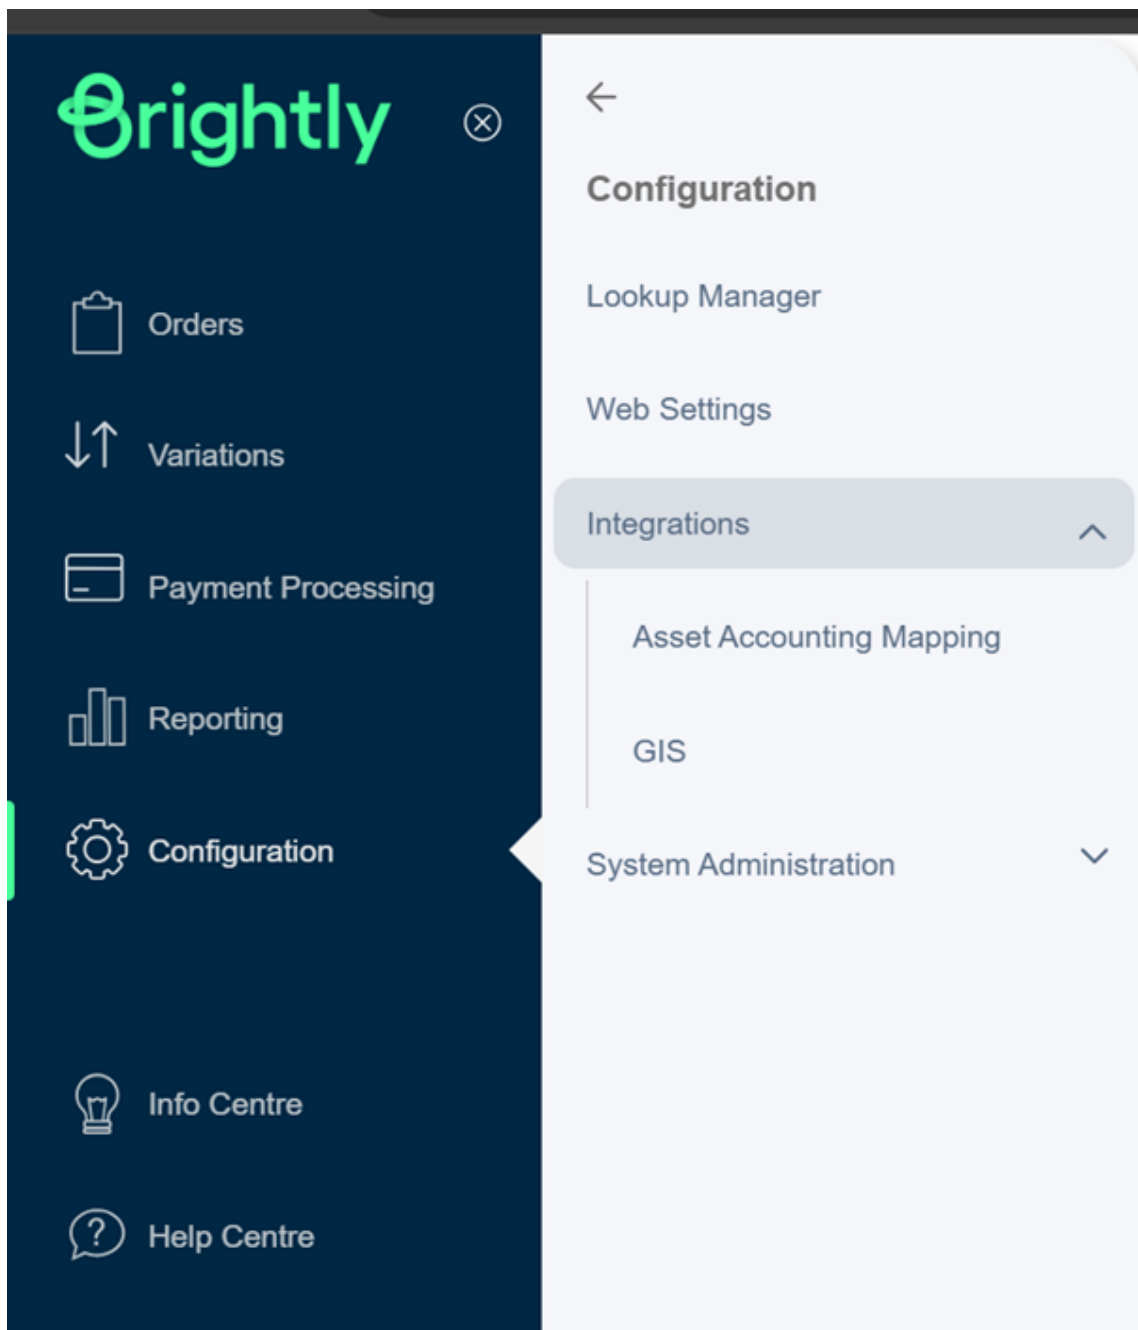 Brightly
Orders
Variations
Payment Processing
Reporting
Configuration
Info Centre
?
Help Centre
Configuration
Lookup Manager
Web Settings
Integrations
Asset Accounting Mapping
GIS
System Administration